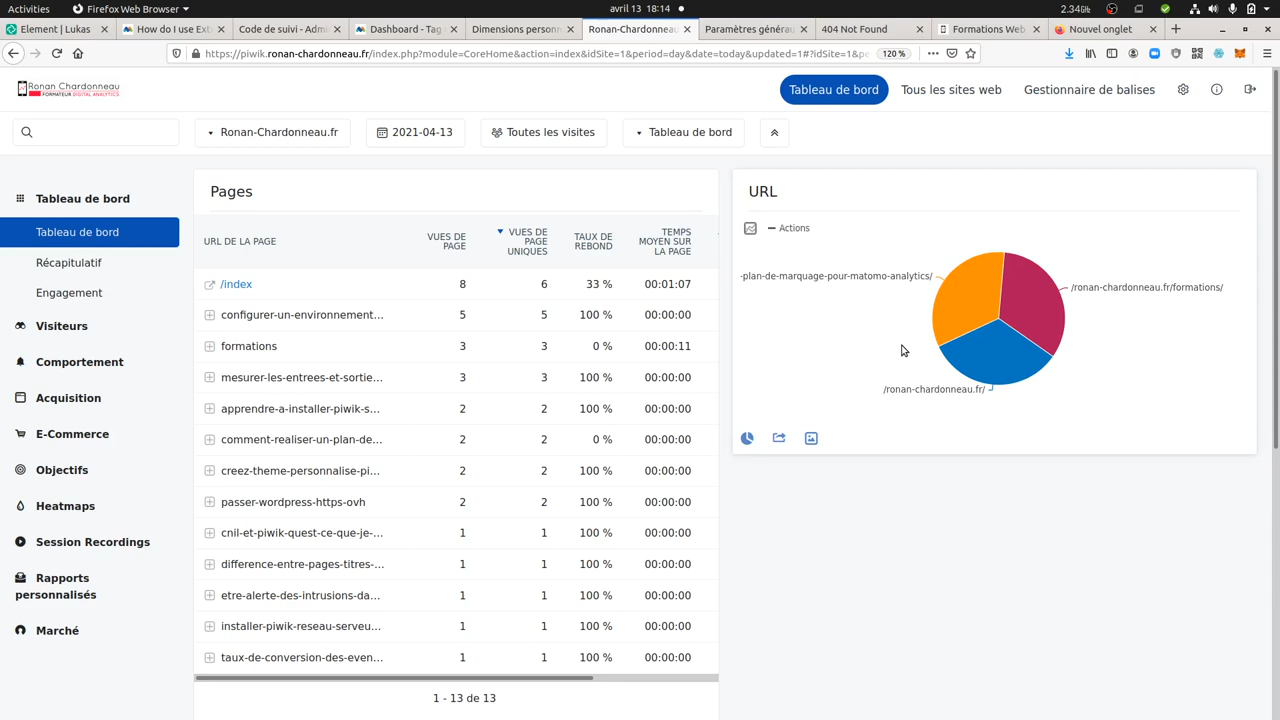 Activities
Firefox Web Browser
avril 13 18:14
2.34
Element | Lukas
How do I use Ext
Code de suivi - Admin
Dashboard - Tag
Dimensions personn
Ronan-Chardonneau
Paramètres générau
404 Not Found
Formations Web
Nouvel onglet
https://piwik.ronan-chardonneau.fr/index.php?module=CoreHome&action=index&idSite=1&period=day&date=today&updated=1#?idSite=1&pe
120 %
Ronan Chardonneau
FORMATEUR DIGITAL ANALYTICS
Tableau de bord
Tous les sites web
Gestionnaire de balises
Ronan-Chardonneau.fr
2021-04-13
Toutes les visites
Tableau de bord
Tableau de bord
Tableau de bord
Récapitulatif
Engagement
Visiteurs
Comportement
Acquisition
E-Commerce
Objectifs
Heatmaps
Session Recordings
Rapports
personnalisés
Marché
Pages
URL DE LA PAGE
VUES DE
PAGE
VUES DE
PAGE
UNIQUES
TAUX DE
REBOND
TEMPS
MOYEN SUR
LA PAGE
/index 8 6 33 % 00:01:07
configurer-un-environnement... 5 5 100 % 00:00:00
formations 3 3 0 % 00:00:11
mesurer-les-entrees-et-sortie... 3 3 100 % 00:00:00
apprendre-a-installer-piwik-s... 2 2 100 % 00:00:00
comment-realiser-un-plan-de... 2 2 0 % 00:00:00
creez-theme-personnalise-pi... 2 2 100 % 00:00:00
passer-wordpress-https-ovh 2 2 100 % 00:00:00
cnil-et-piwik-quest-ce-que-je-... 1 1 100 % 00:00:00
difference-entre-pages-titres-... 1 1 100 % 00:00:00
etre-alerte-des-intrusions-da... 1 1 100 % 00:00:00
installer-piwik-reseau-serveu... 1 1 100 % 00:00:00
taux-de-conversion-des-even... 1 1 100 % 00:00:00
1 - 13 de 13
URL
Actions
-plan-de-marquage-pour-matomo-analytics/
/ronan-chardonneau.fr/formations/
/ronan-chardonneau.fr/